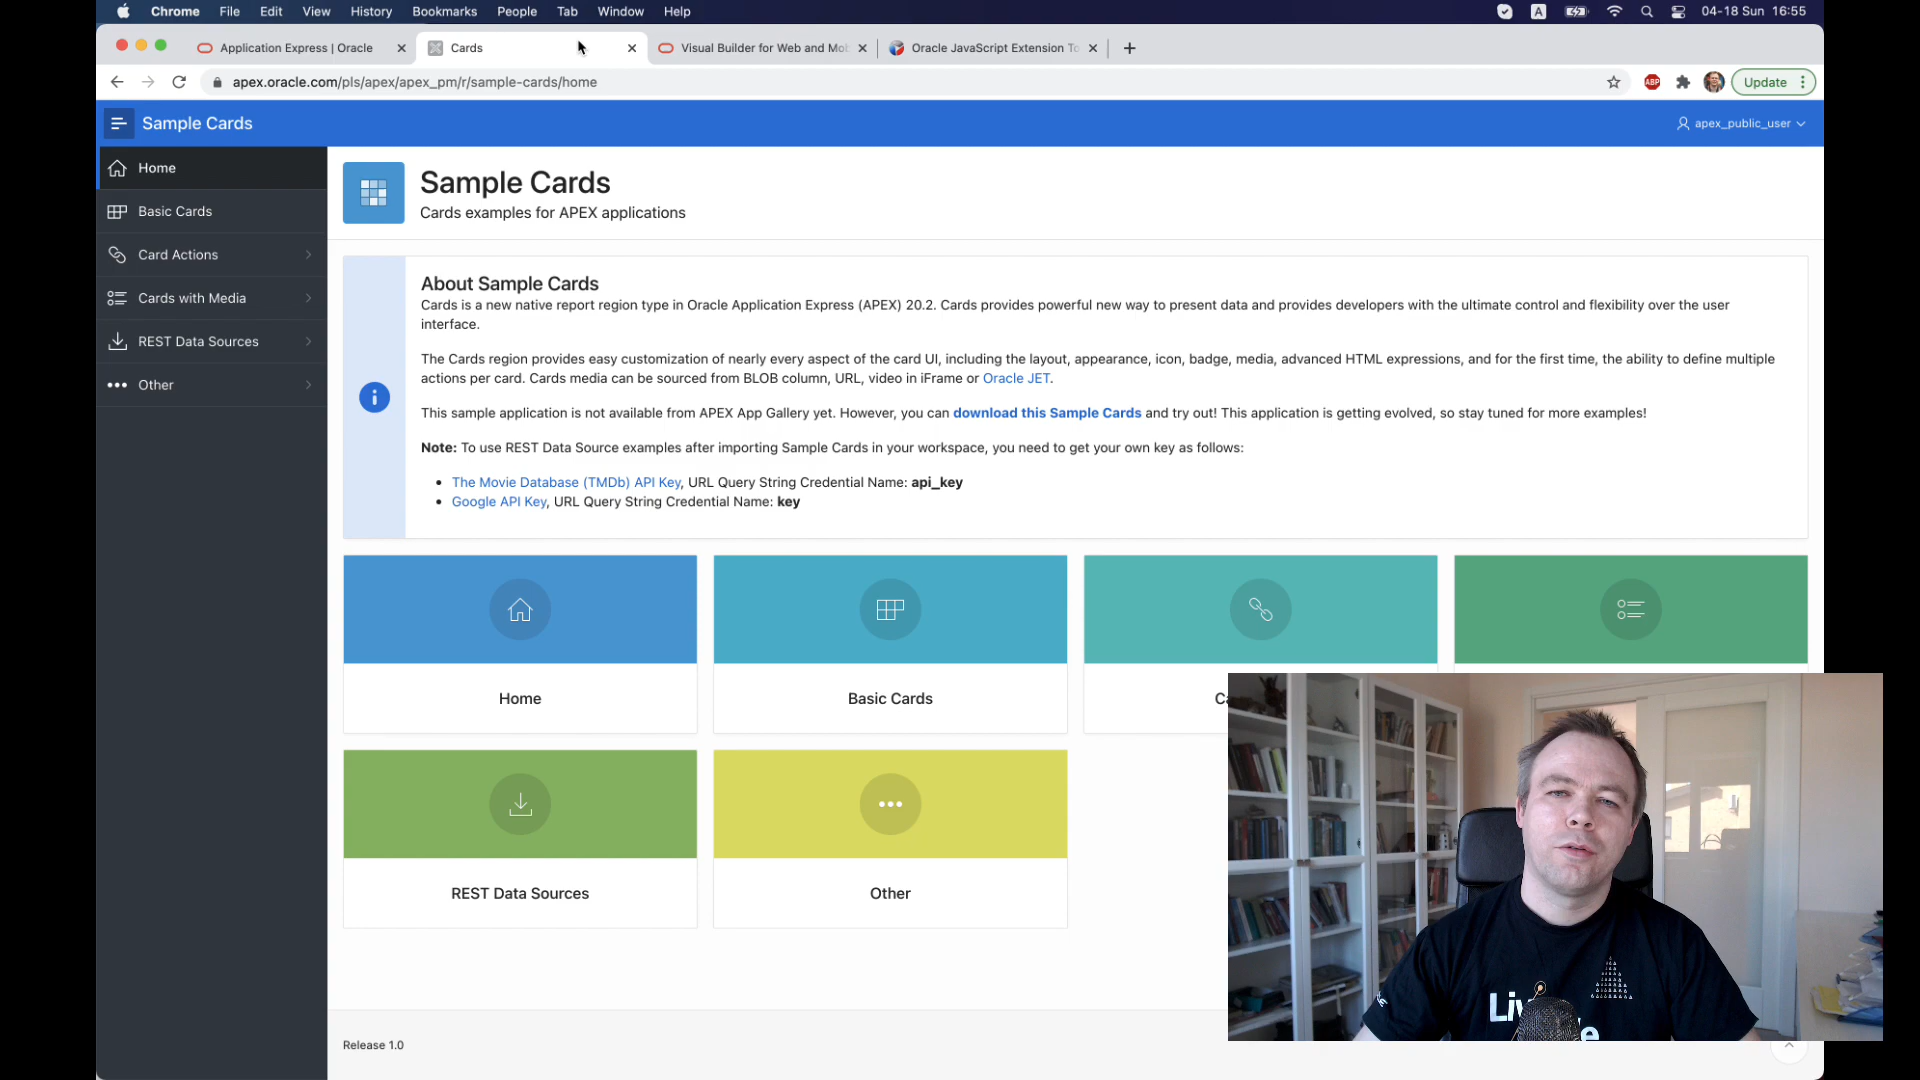 Chrome File Edit View History Bookmarks People Tab Window Help
A 04-18 Sun 16:55
Application Express | Oracle
Cards
Visual Builder for Web and Mob
Oracle JavaScript Extension To
apex.oracle.com/pls/apex/apex_pm/r/sample-cards/home
ABP
Update
Sample Cards
apex_public_user
Home
Basic Cards
Card Actions
Cards with Media
REST Data Sources
Other
Sample Cards
Cards examples for APEX applications
About Sample Cards
Cards is a new native report region type in Oracle Application Express (APEX) 20.2. Cards provides powerful new way to present data and provides developers with the ultimate control and flexibility over the user
interface.
The Cards region provides easy customization of nearly every aspect of the card UI, including the layout, appearance, icon, badge, media, advanced HTML expressions, and for the first time, the ability to define multiple
actions per card. Cards media can be sourced from BLOB column, URL, video in iFrame or Oracle JET.
This sample application is not available from APEX App Gallery yet. However, you can download this Sample Cards and try out! This application is getting evolved, so stay tuned for more examples!
Note: To use REST Data Source examples after importing Sample Cards in your workspace, you need to get your own key as follows:
• The Movie Database (TMDb) API Key, URL Query String Credential Name: api_key
• Google API Key, URL Query String Credential Name: key
Home
Basic Cards
REST Data Sources
Other
Release 1.0